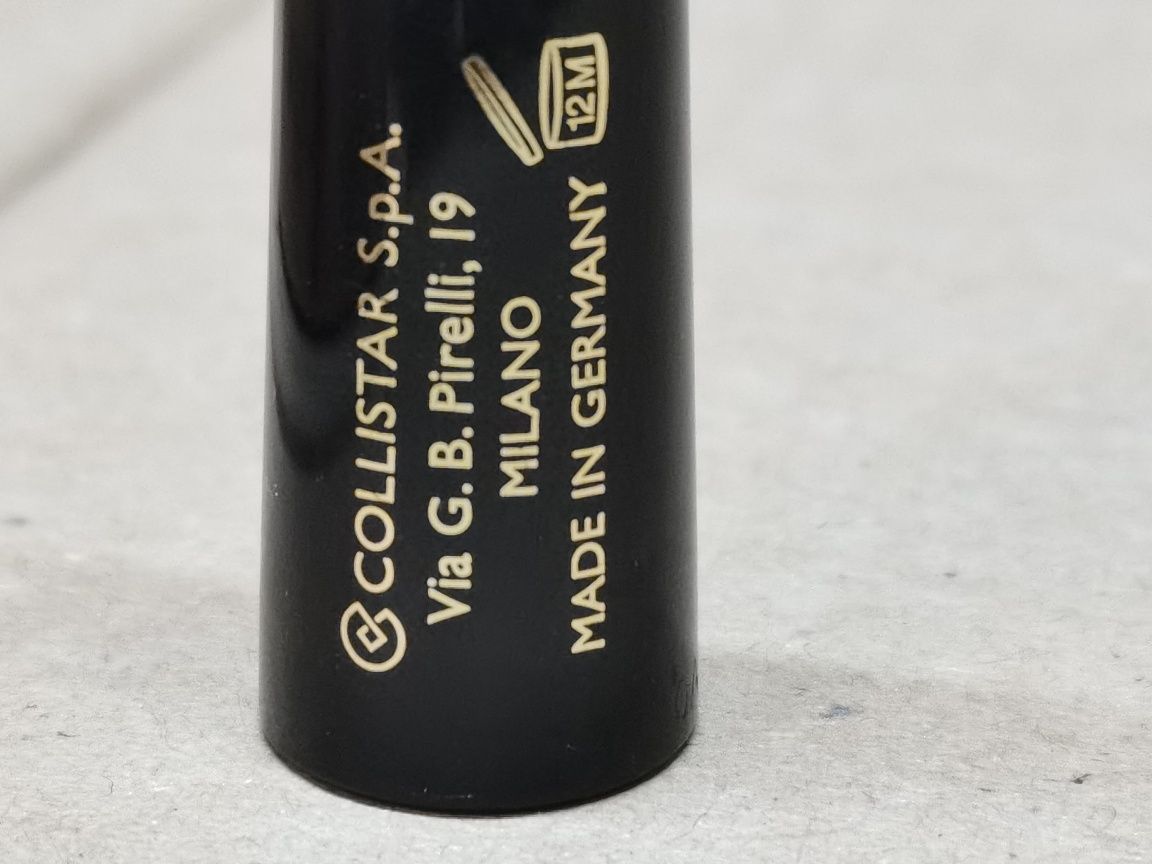 COLLISTAR S.p.A.
Via G. B. Pirelli, 19
MILANO
MADE IN GERMANY
12M